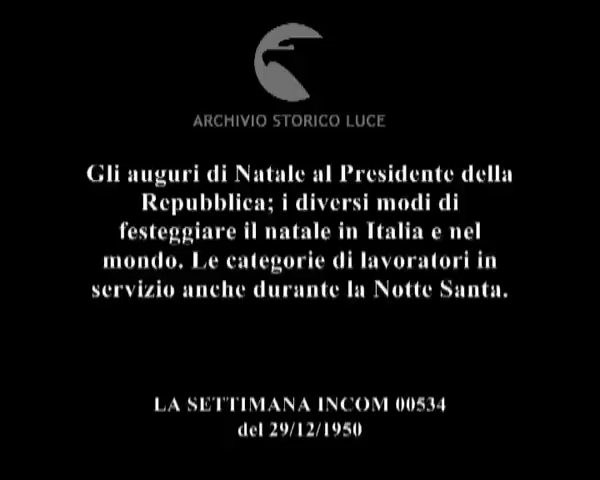 ARCHIVIO STORICO LUCE
Gli auguri di Natale al Presidente della
Repubblica; i diversi modi di
festeggiare il natale in Italia e nel
mondo. Le categorie di lavoratori in
servizio anche durante la Notte Santa.
LA SETTIMANA INCOM 00534
del 29/12/1950